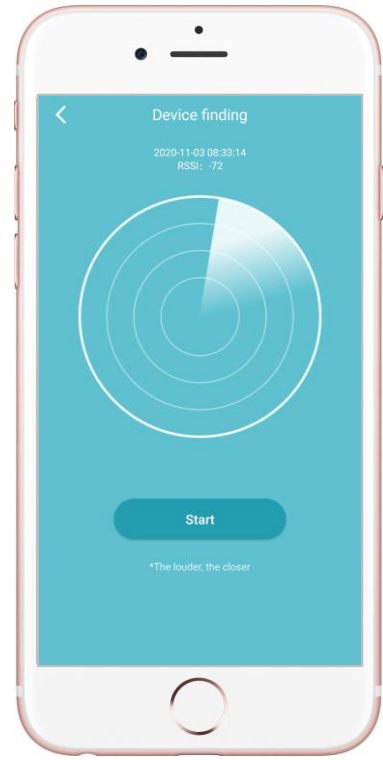 Device finding
2020-11-03 08:33:14
RSSI: -72
Start
*The louder, the closer